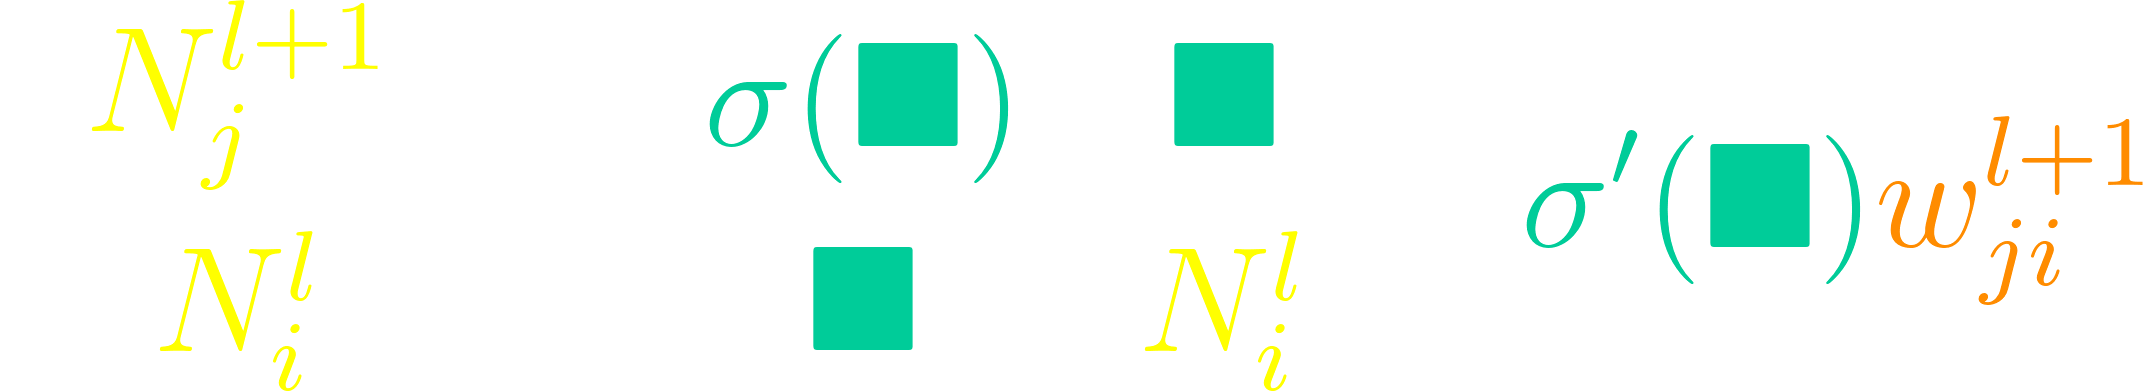 N_j^{l+1} σ(■) ■ σ′(■)w_{ji}^{l+1}
N_i^l ■ N_i^l